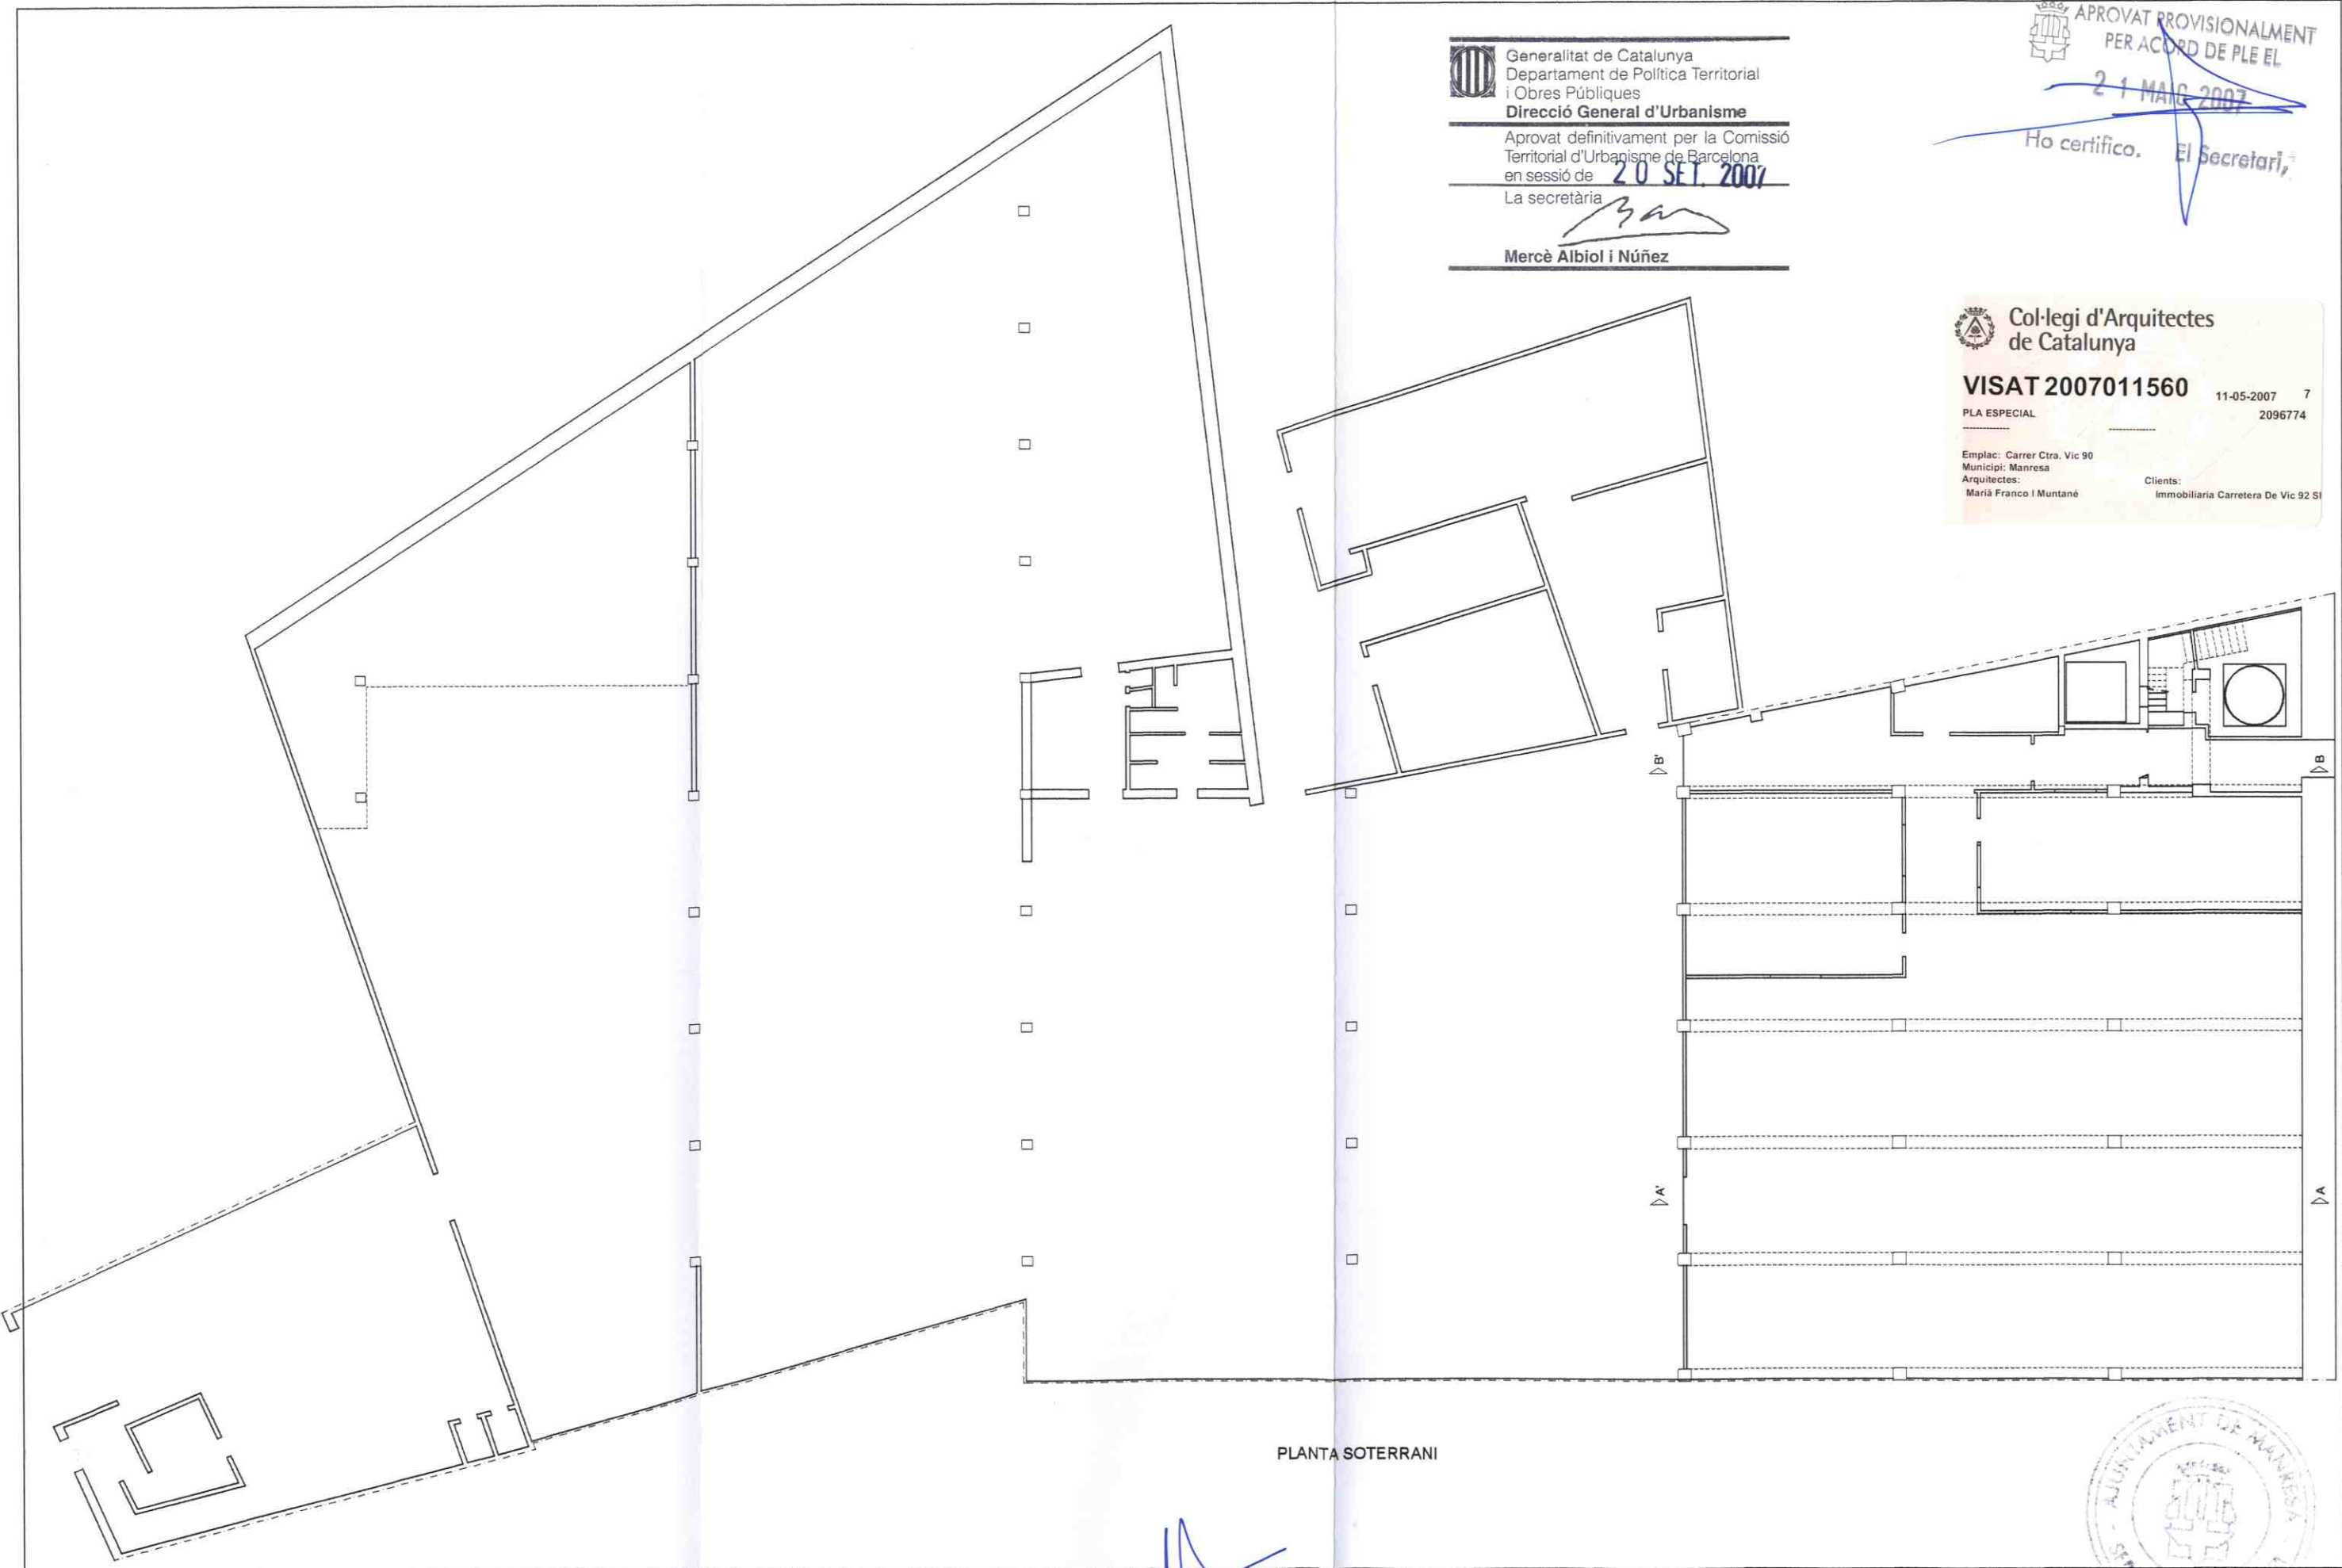 Generalitat de Catalunya
Departament de Política Territorial
i Obres Públiques
Direcció General d'Urbanisme
Aprovat definitivament per la Comissió
Territorial d'Urbanisme de Barcelona
en sessió de 20 SET. 2007
La secretària
Mercè Albiol i Núñez
APROVAT PROVISIONALMENT
PER ACORD DE PLE EL
21 MAIG 2007
Ho certifico. El Secretari,
Col·legi d'Arquitectes
de Catalunya
VISAT 2007011560 11-05-2007 7
PLA ESPECIAL 2096774
Emplac: Carrer Ctra. Vic 90
Municipi: Manresa
Arquitectes: Clients:
Marià Franco I Muntané Immobiliaria Carretera De Vic 92 Sl
B'
B
A'
A
PLANTA SOTERRANI
AJUNTAMENT DE MANRESA